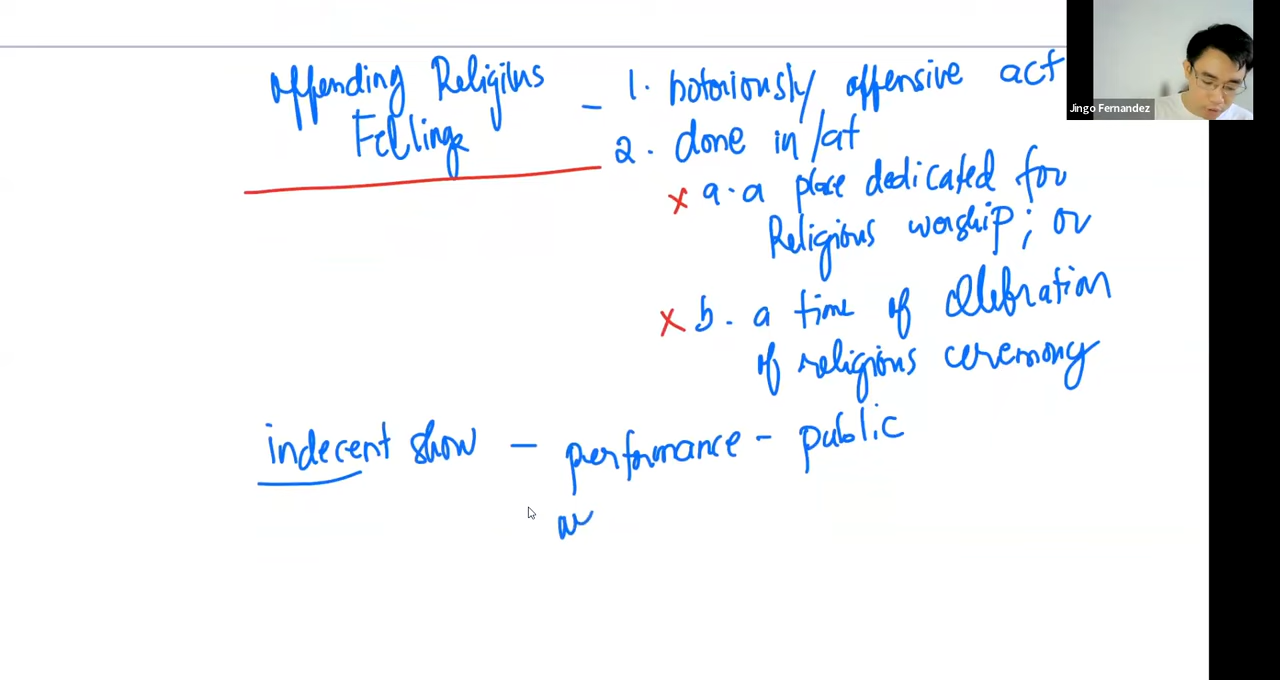 offending Religious - 1. notoriously offensive act
Feelings
2. done in/at
x a. a place dedicated for
Religious worship; or
x b. a time of celebration
of religious ceremony
indecent show - performance - public
Jingo Fernandez